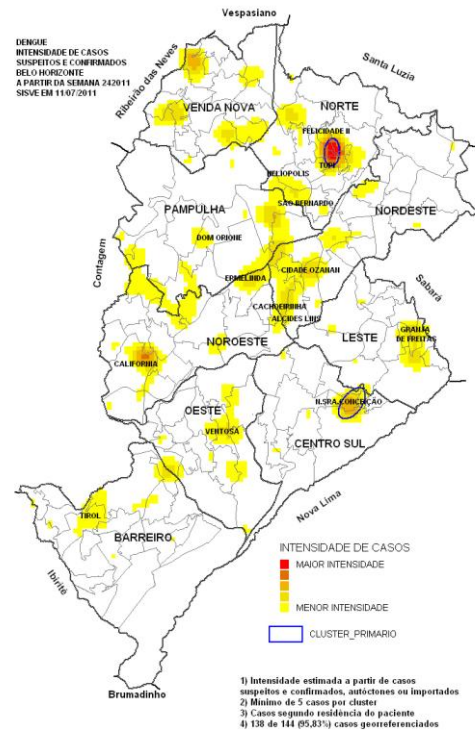 Vespasiano
DENGUE
INTENSIDADE DE CASOS
SUSPEITOS E CONFIRMADOS
BELO HORIZONTE
A PARTIR DA SEMANA 242011
SISVE EM 11/07/2011
Ribeirão das Neves
Santa Luzia
VENDA NOVA
NORTE
FELICIDADE II
TUPI
HELIOPOLIS
SAO BERNARDO
PAMPULHA
NORDESTE
DOM ORIONE
Contagem
ERMELINDA
CIDADE OZANAN
Sabará
CACHOEIRINHA
ALCIDES LINS
NOROESTE
LESTE
GRANJA
DE FREITAS
CALIFORNIA
OESTE
N.SRA.CONCEIÇÃO
VENTOSA
CENTRO SUL
Nova Lima
TIROL
BARREIRO
Ibirité
INTENSIDADE DE CASOS
MAIOR INTENSIDADE
MENOR INTENSIDADE
CLUSTER_PRIMARIO
Brumadinho
1) Intensidade estimada a partir de casos
suspeitos e confirmados, autóctones ou importados
2) Mínimo de 5 casos por cluster
3) Casos segundo residência do paciente
4) 138 de 144 (95,83%) casos georreferenciados